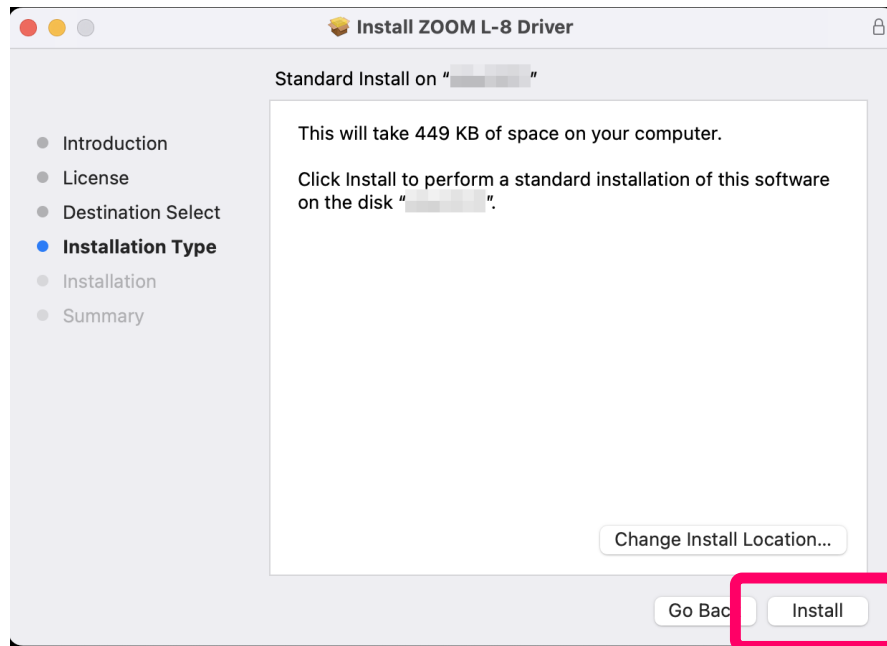 Install ZOOM L-8 Driver
Standard Install on “ ”
Introduction
License
Destination Select
Installation Type
Installation
Summary
This will take 449 KB of space on your computer.
Click Install to perform a standard installation of this software
on the disk “ ”.
Change Install Location...
Go Bac
Install